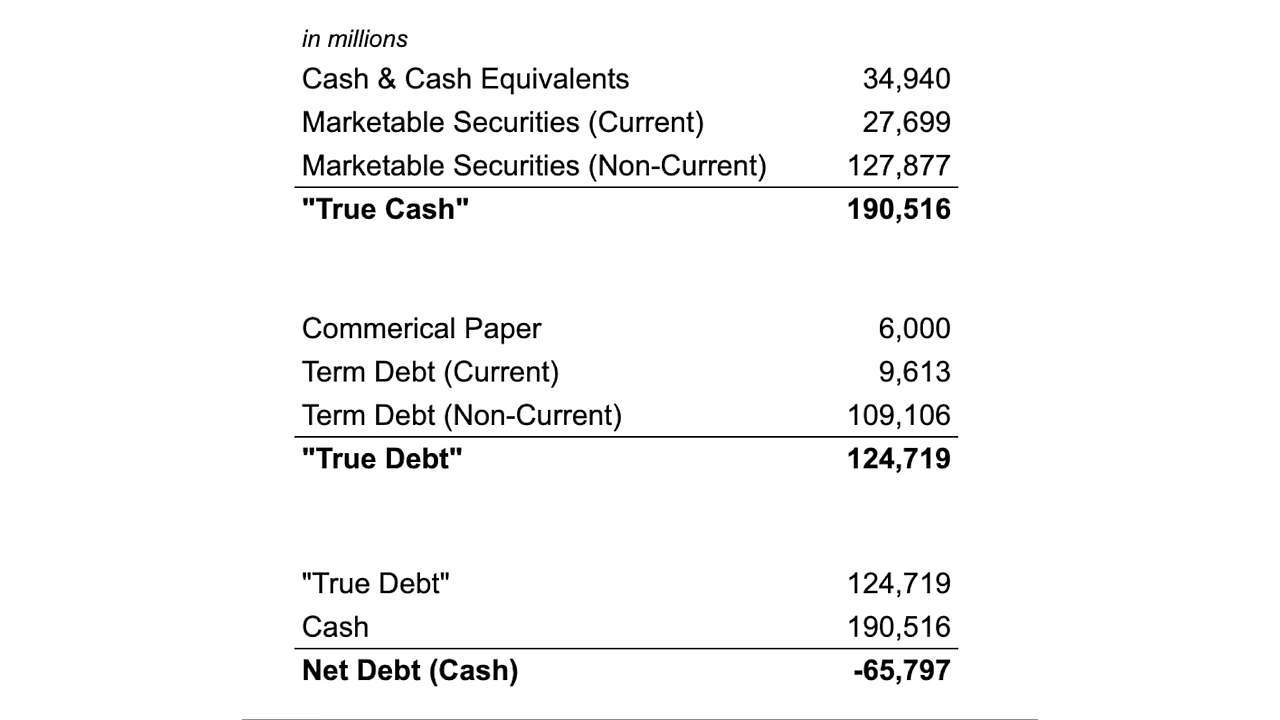 in millions
Cash & Cash Equivalents 34,940
Marketable Securities (Current) 27,699
Marketable Securities (Non-Current) 127,877
"True Cash" 190,516
Commerical Paper 6,000
Term Debt (Current) 9,613
Term Debt (Non-Current) 109,106
"True Debt" 124,719
"True Debt" 124,719
Cash 190,516
Net Debt (Cash) -65,797